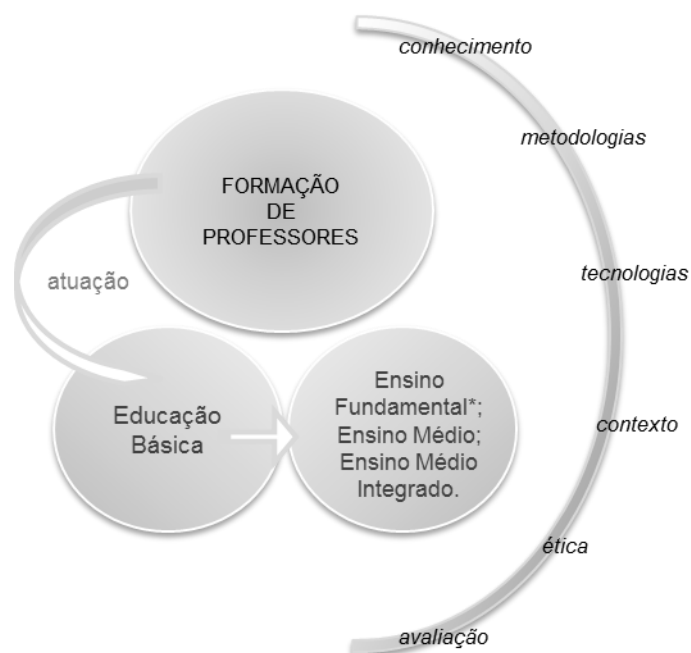 conhecimento
metodologias
FORMAÇÃO
DE
PROFESSORES
tecnologias
atuação
Educação
Básica
Ensino
Fundamental*;
Ensino Médio;
Ensino Médio
Integrado.
contexto
ética
avaliação